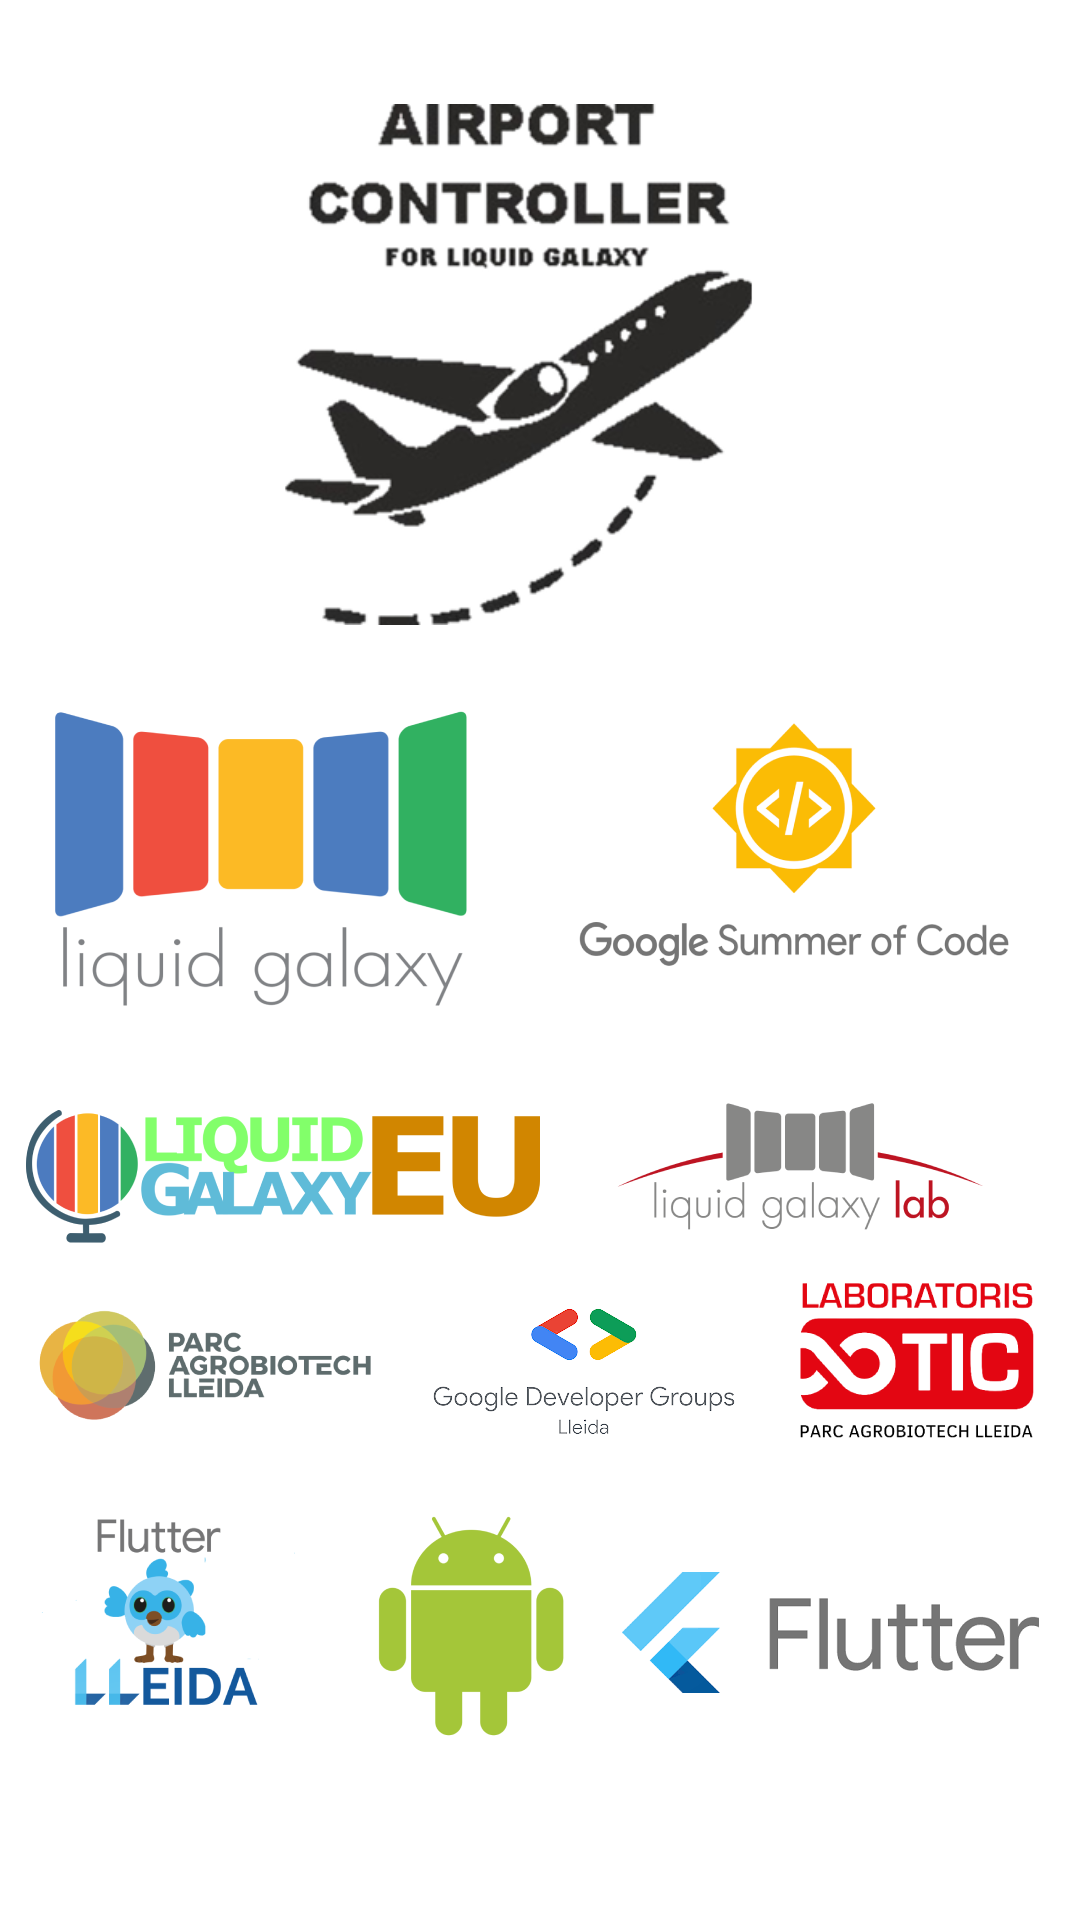 AIRPORT
CONTROLLER
FOR LIQUID GALAXY
liquid galaxy
</>
Google Summer of Code
LIQUID
GALAXY
EU
liquid galaxy lab
PARC
AGROBIOTECH
LLEIDA
Google Developer Groups
Lleida
LABORATORIS
TIC
PARC AGROBIOTECH LLEIDA
Flutter
LLEIDA
Flutter